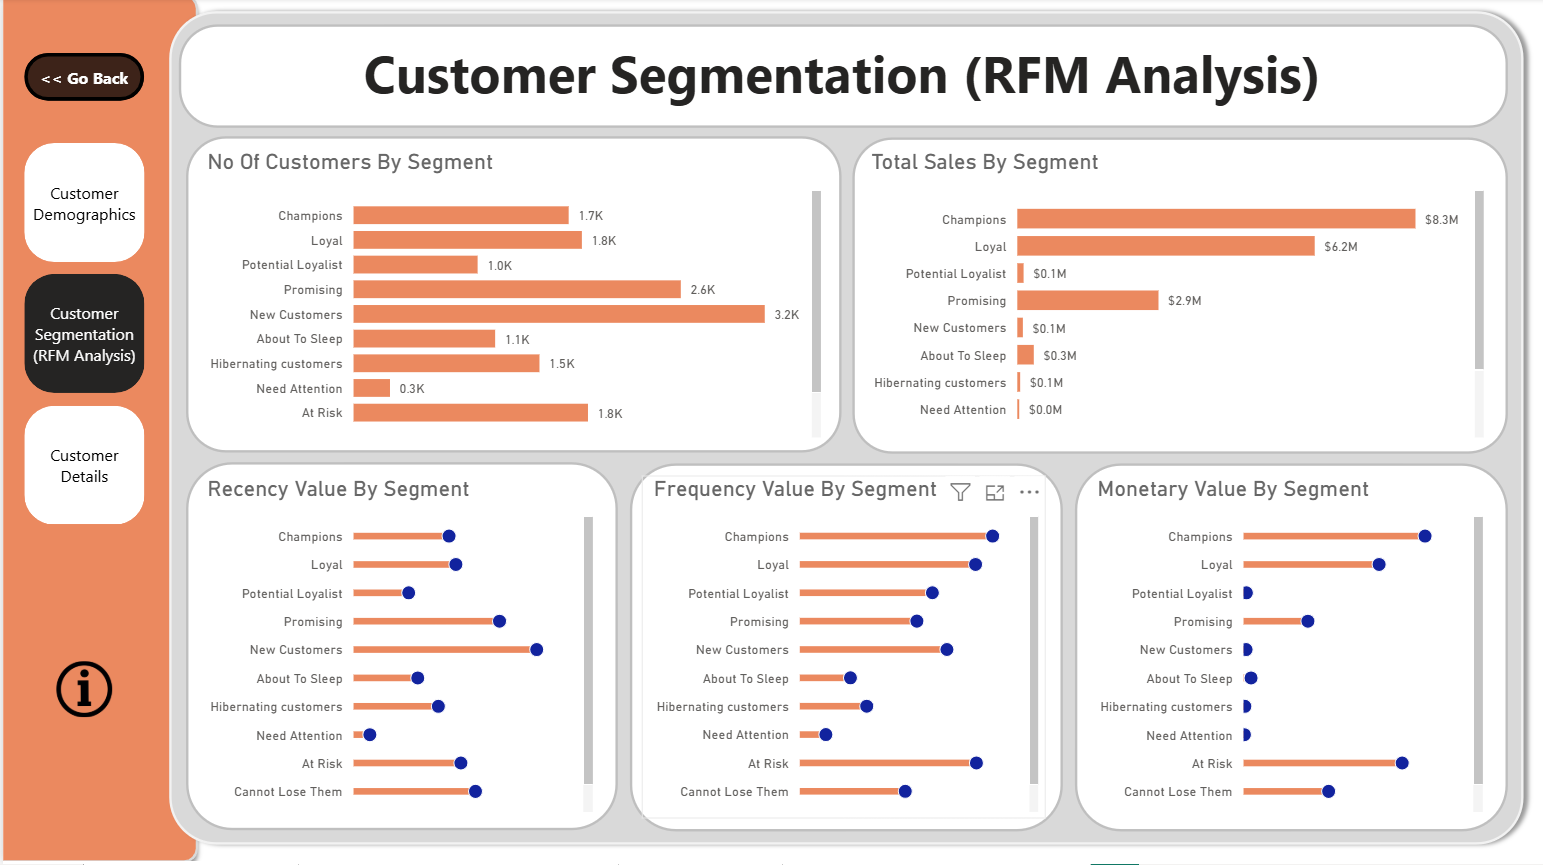 << Go Back
Customer
Demographics
Customer
Segmentation
(RFM Analysis)
Customer
Details
Customer Segmentation (RFM Analysis)
No Of Customers By Segment
Champions 1.7K
Loyal 1.8K
Potential Loyalist 1.0K
Promising 2.6K
New Customers 3.2K
About To Sleep 1.1K
Hibernating customers 1.5K
Need Attention 0.3K
At Risk 1.8K
Total Sales By Segment
Champions $8.3M
Loyal $6.2M
Potential Loyalist $0.1M
Promising $2.9M
New Customers $0.1M
About To Sleep $0.3M
Hibernating customers $0.1M
Need Attention $0.0M
Recency Value By Segment
Champions
Loyal
Potential Loyalist
Promising
New Customers
About To Sleep
Hibernating customers
Need Attention
At Risk
Cannot Lose Them
Frequency Value By Segment
Champions
Loyal
Potential Loyalist
Promising
New Customers
About To Sleep
Hibernating customers
Need Attention
At Risk
Cannot Lose Them
Monetary Value By Segment
Champions
Loyal
Potential Loyalist
Promising
New Customers
About To Sleep
Hibernating customers
Need Attention
At Risk
Cannot Lose Them